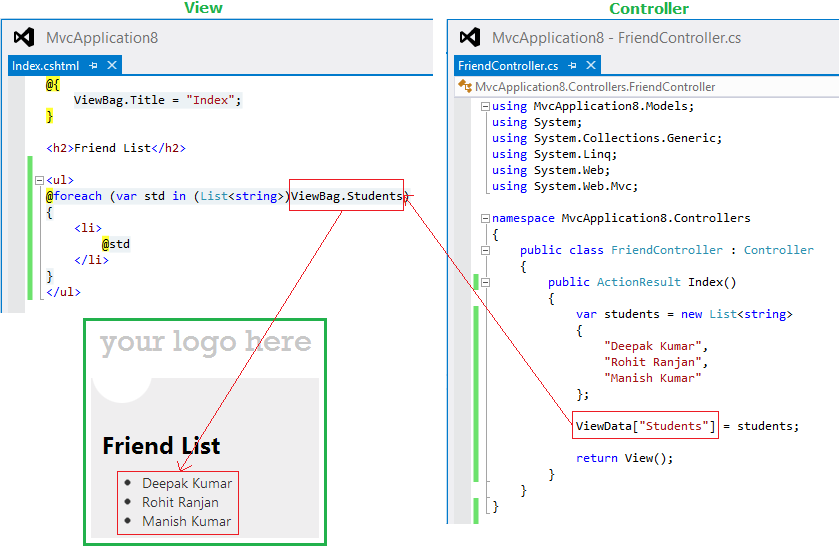 View
MvcApplication8
Index.cshtml
@{
ViewBag.Title = "Index";
}
<h2>Friend List</h2>
<ul>
@foreach (var std in (List<string>)ViewBag.Students)
{
<li>
@std
</li>
}
</ul>
your logo here
Friend List
Deepak Kumar
Rohit Ranjan
Manish Kumar
Controller
MvcApplication8 - FriendController.cs
FriendController.cs
MvcApplication8.Controllers.FriendController
using MvcApplication8.Models;
using System;
using System.Collections.Generic;
using System.Linq;
using System.Web;
using System.Web.Mvc;
namespace MvcApplication8.Controllers
{
public class FriendController : Controller
{
public ActionResult Index()
{
var students = new List<string>
{
"Deepak Kumar",
"Rohit Ranjan",
"Manish Kumar"
};
ViewData["Students"] = students;
return View();
}
}
}